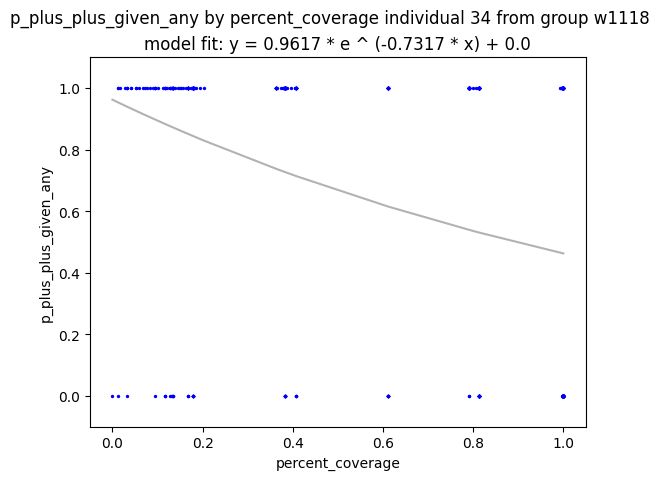 p_plus_plus_given_any by percent_coverage individual 34 from group w1118
model fit: y = 0.9617 * e ^ (-0.7317 * x) + 0.0
1.0
0.8
0.6
0.4
0.2
0.0
p_plus_plus_given_any
0.0 0.2 0.4 0.6 0.8 1.0
percent_coverage